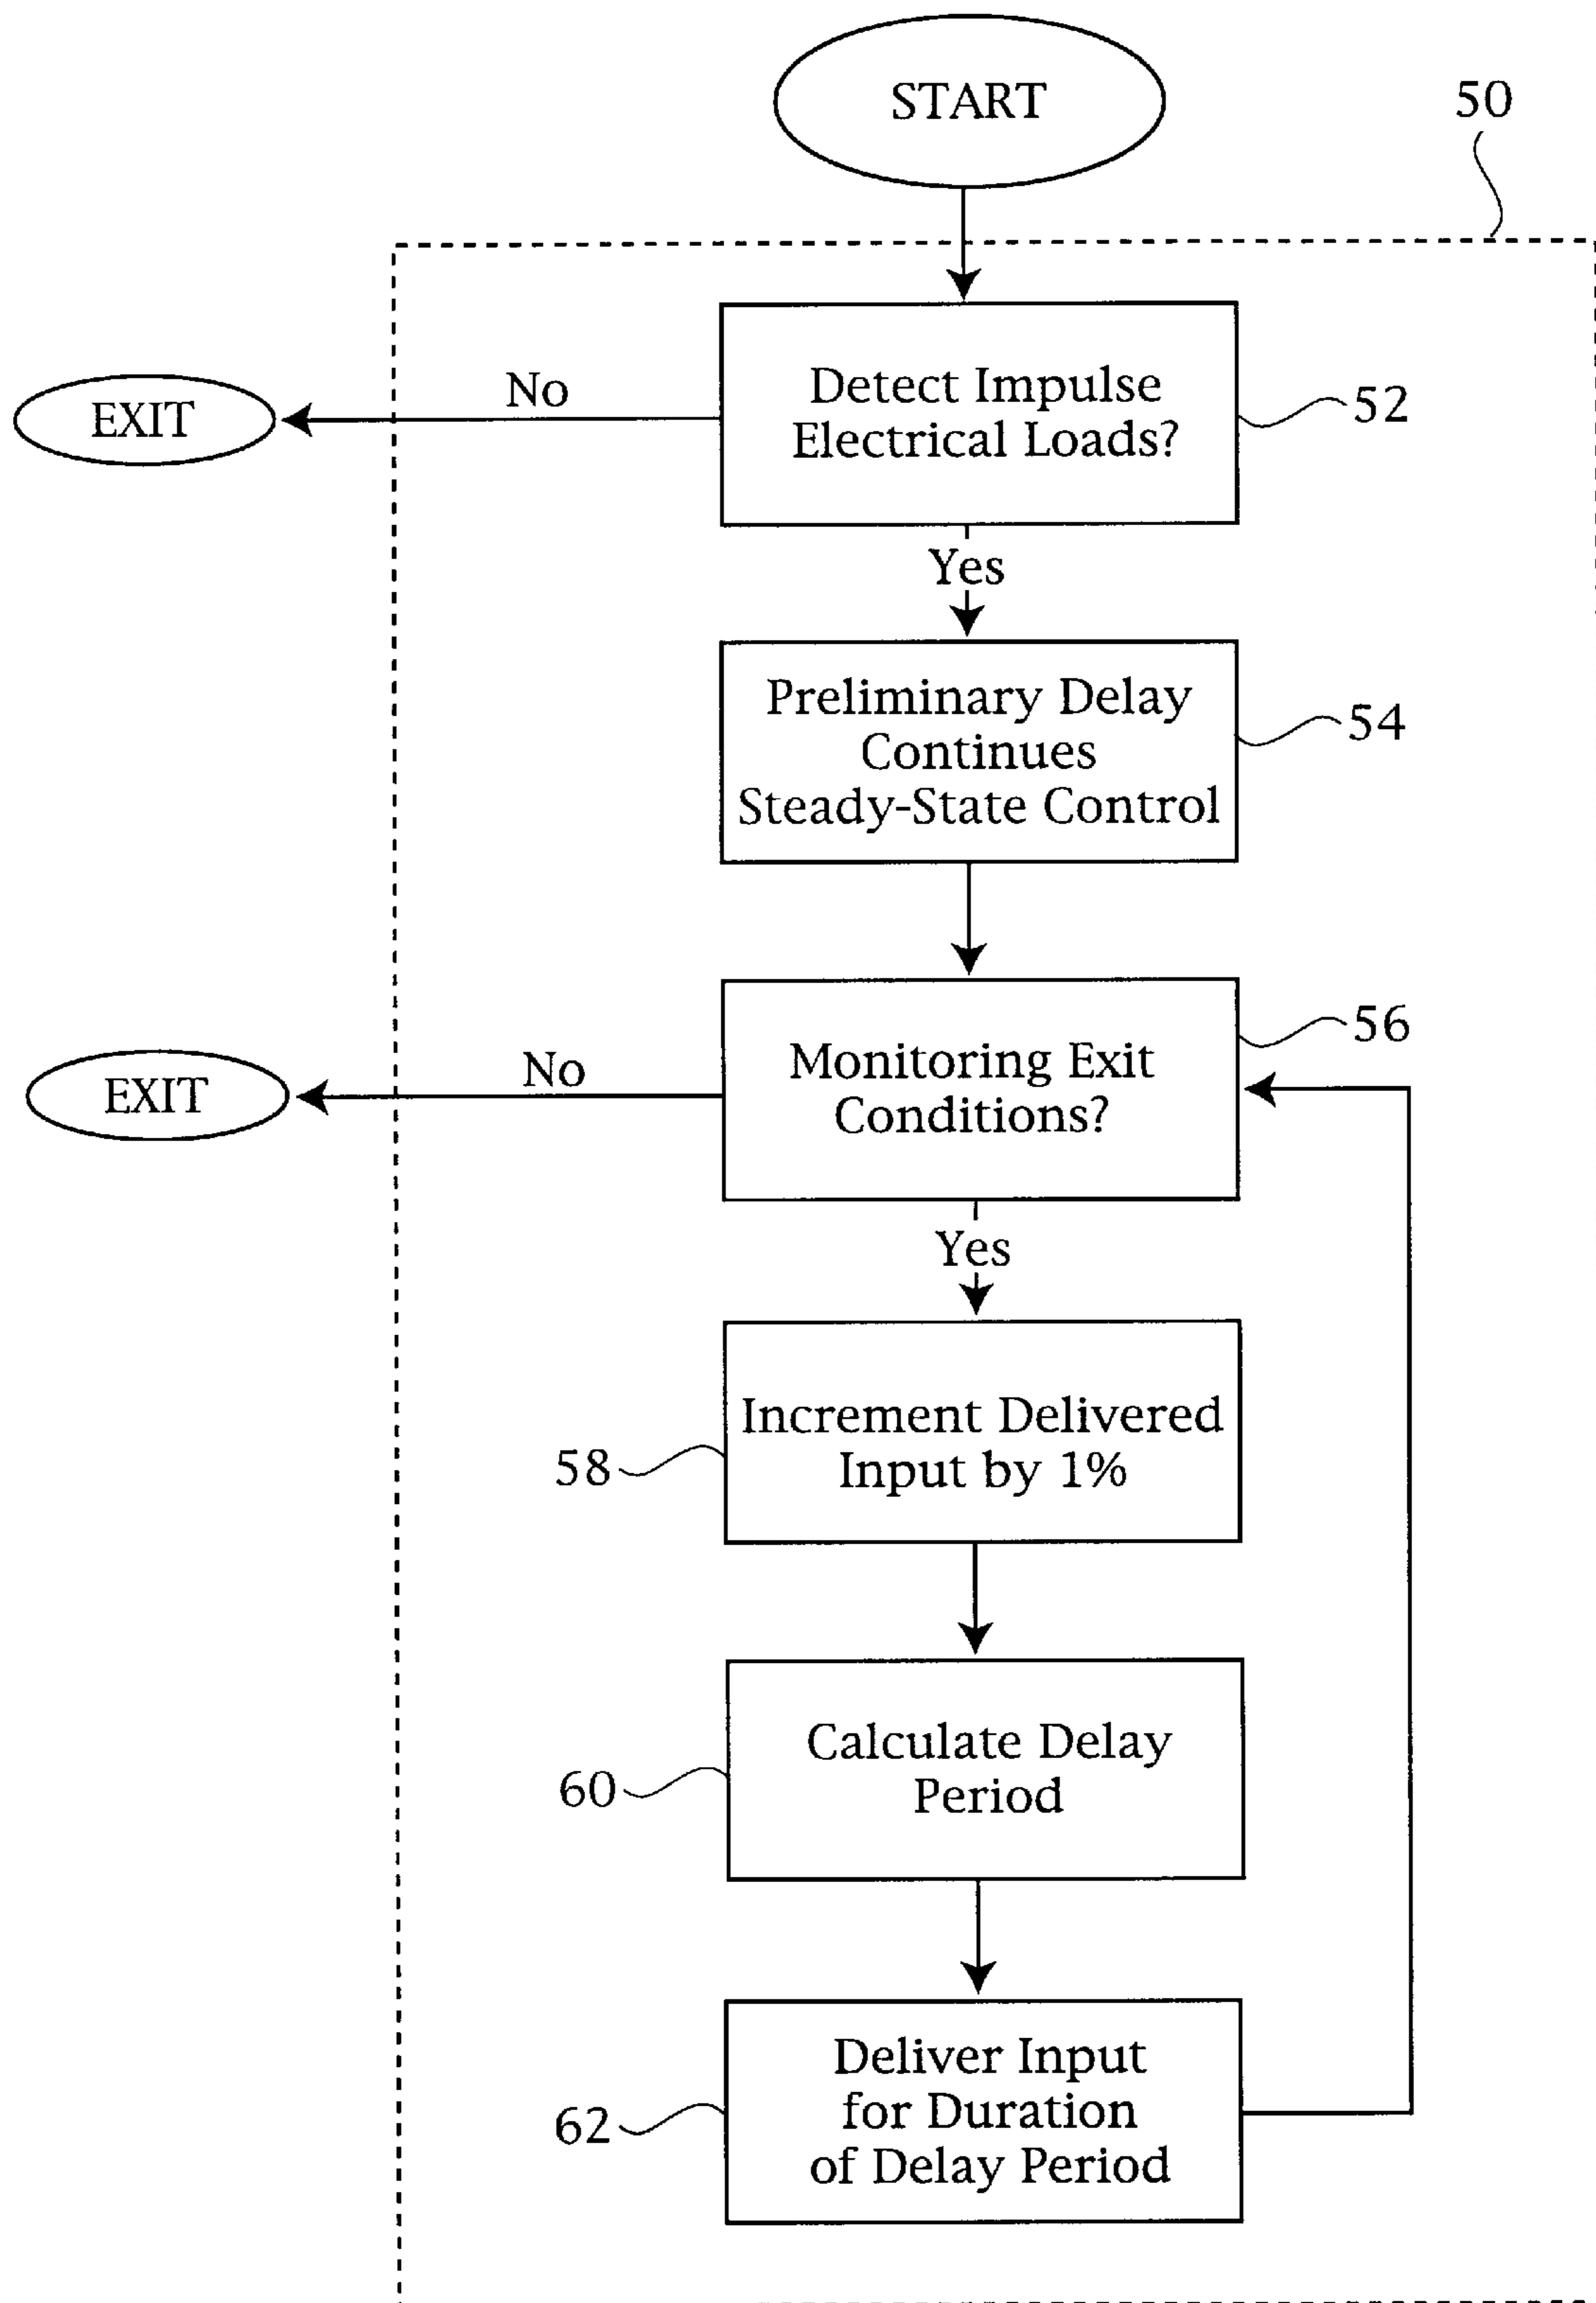 START
50
Detect Impulse
Electrical Loads?
52
No
EXIT
Yes
Preliminary Delay
Continues
Steady-State Control
54
Monitoring Exit
Conditions?
56
No
EXIT
Yes
Increment Delivered
Input by 1%
58
Calculate Delay
Period
60
Deliver Input
for Duration
of Delay Period
62